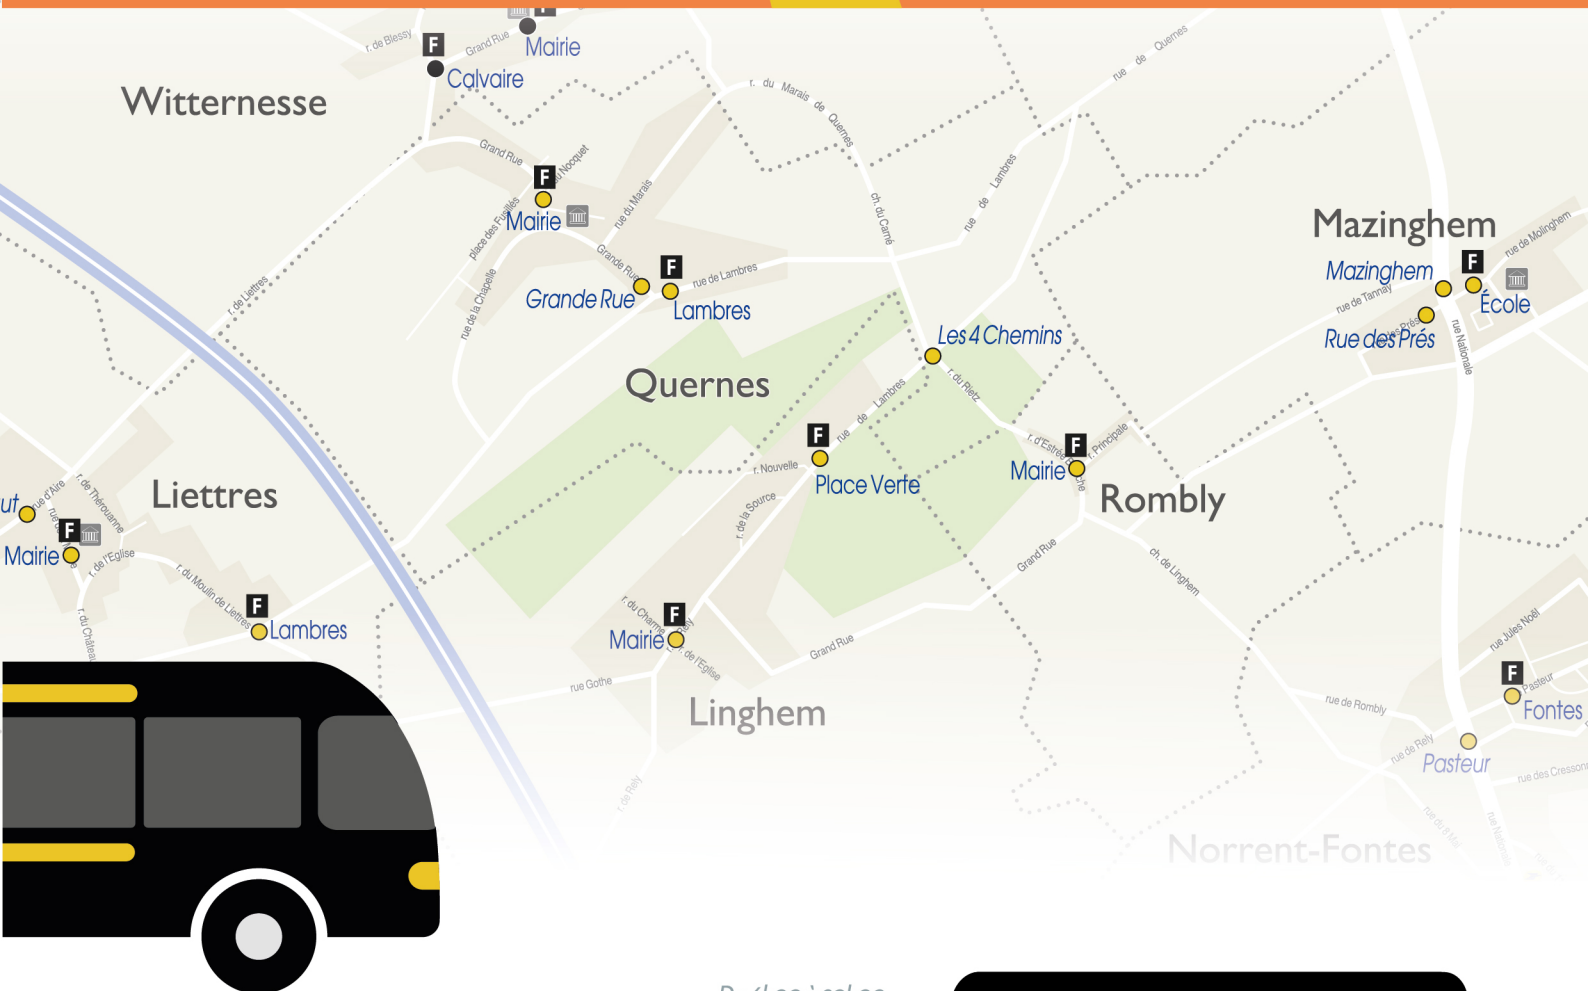 r. de Blessy
Grand Rue
F
Mairie
F
Calvaire
Witternesse
r. du Marais de Quernes
rue de Quernes
Grand Rue
F
Mairie
place des Fusillés
rue du Marais
ch. du Carné
rue de Lambres
Mazinghem
rue de Molinghem
Mazinghem
F
École
rue de Tannay
Rue des Prés
rue Nationale
r. de Liettres
rue de la Chapelle
Grande Rue
Grande Rue
F
Lambres
rue de Lambres
Les 4 Chemins
Quernes
r. du Rietz
rue de Lambres
F
Place Verte
r. Nouvelle
r. de la Source
F
Mairie
r. Principale
Rombly
Liettres
rue d'Aire
r. de Thérouanne
F
Mairie
r. de l'Eglise
r. du Moulin de Liettres
F
Lambres
r. du Château
Grand Rue
ch. de Linghem
r. du Charme
F
Mairie
r. de l'Eglise
Grand Rue
rue Gothe
Linghem
r. de Rely
rue Jules Noël
F
Pasteur
Fontes
rue de Rombly
rue de Rely
Pasteur
Norrent-Fontes
rue du 8 Mai